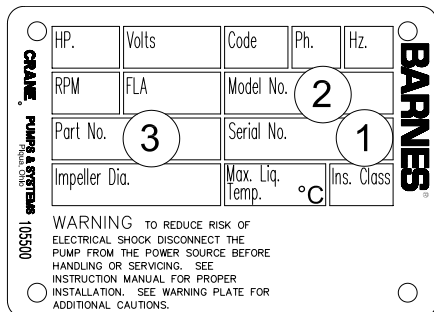 HP. Volts Code Ph. Hz.
RPM FLA Model No. 2
Part No. 3 Serial No. 1
Impeller Dia. Max. Liq. Temp. °C Ins. Class
WARNING TO REDUCE RISK OF
ELECTRICAL SHOCK DISCONNECT THE
PUMP FROM THE POWER SOURCE BEFORE
HANDLING OR SERVICING. SEE
INSTRUCTION MANUAL FOR PROPER
INSTALLATION. SEE WARNING PLATE FOR
ADDITIONAL CAUTIONS.
CRANE® PUMPS & SYSTEMS 105500
Piqua, Ohio
BARNES®